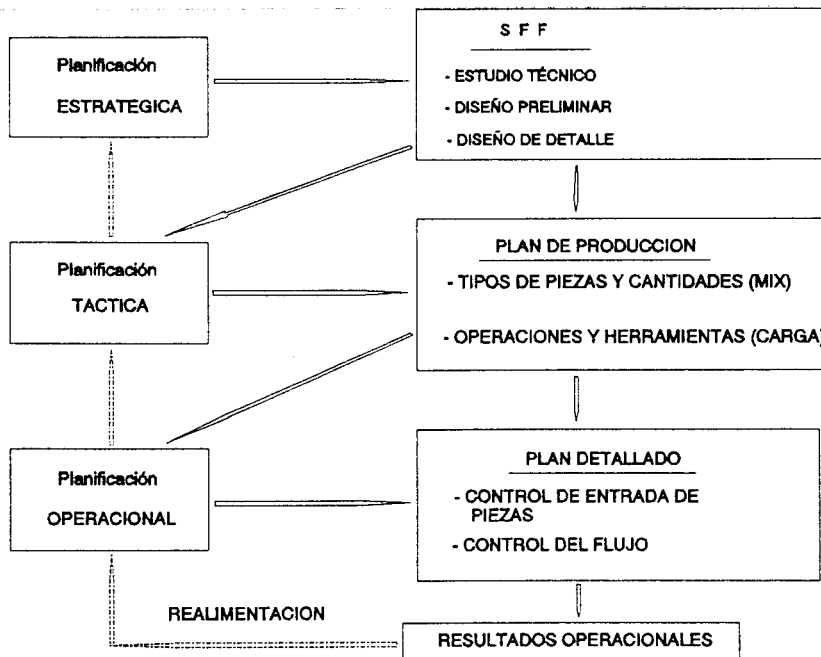 Planificación
ESTRATEGICA
S F F
- ESTUDIO TÉCNICO
- DISEÑO PRELIMINAR
- DISEÑO DE DETALLE
Planificación
TACTICA
PLAN DE PRODUCCION
- TIPOS DE PIEZAS Y CANTIDADES (MIX)
- OPERACIONES Y HERRAMIENTAS (CARGA)
Planificación
OPERACIONAL
PLAN DETALLADO
- CONTROL DE ENTRADA DE
PIEZAS
- CONTROL DEL FLUJO
REALIMENTACION
RESULTADOS OPERACIONALES